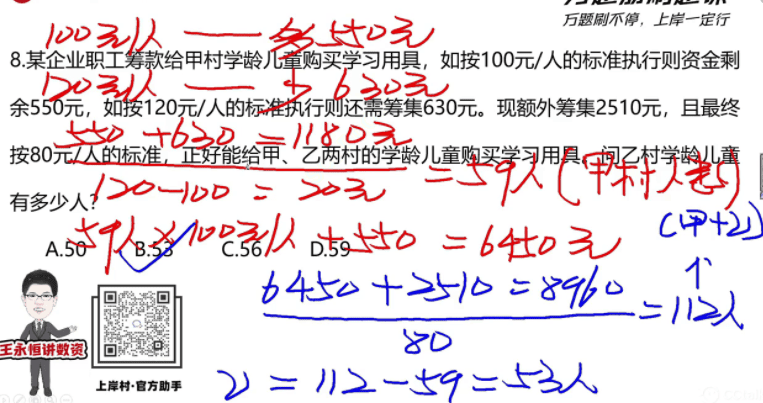 万题刷不停，上岸一定行
100元/人 —— 多550元
8.某企业职工筹款给甲村学龄儿童购买学习用具，如按100元/人的标准执行则资金剩
120元/人 —— 少630元
余550元，如按120元/人的标准执行则还需筹集630元。现额外筹集2510元，且最终
550+630=1180元
按80元/人的标准，正好能给甲、乙两村的学龄儿童购买学习用具。问乙村学龄儿童
120-100=20元
=59人(甲村人数)
有多少人？
(甲+乙)
59人×100元/人+550=6450元
A.50 B.53 C.56 D.59
6450+2510=8960
80
=112人
乙=112-59=53人
王永恒讲数资
上岸村·官方助手